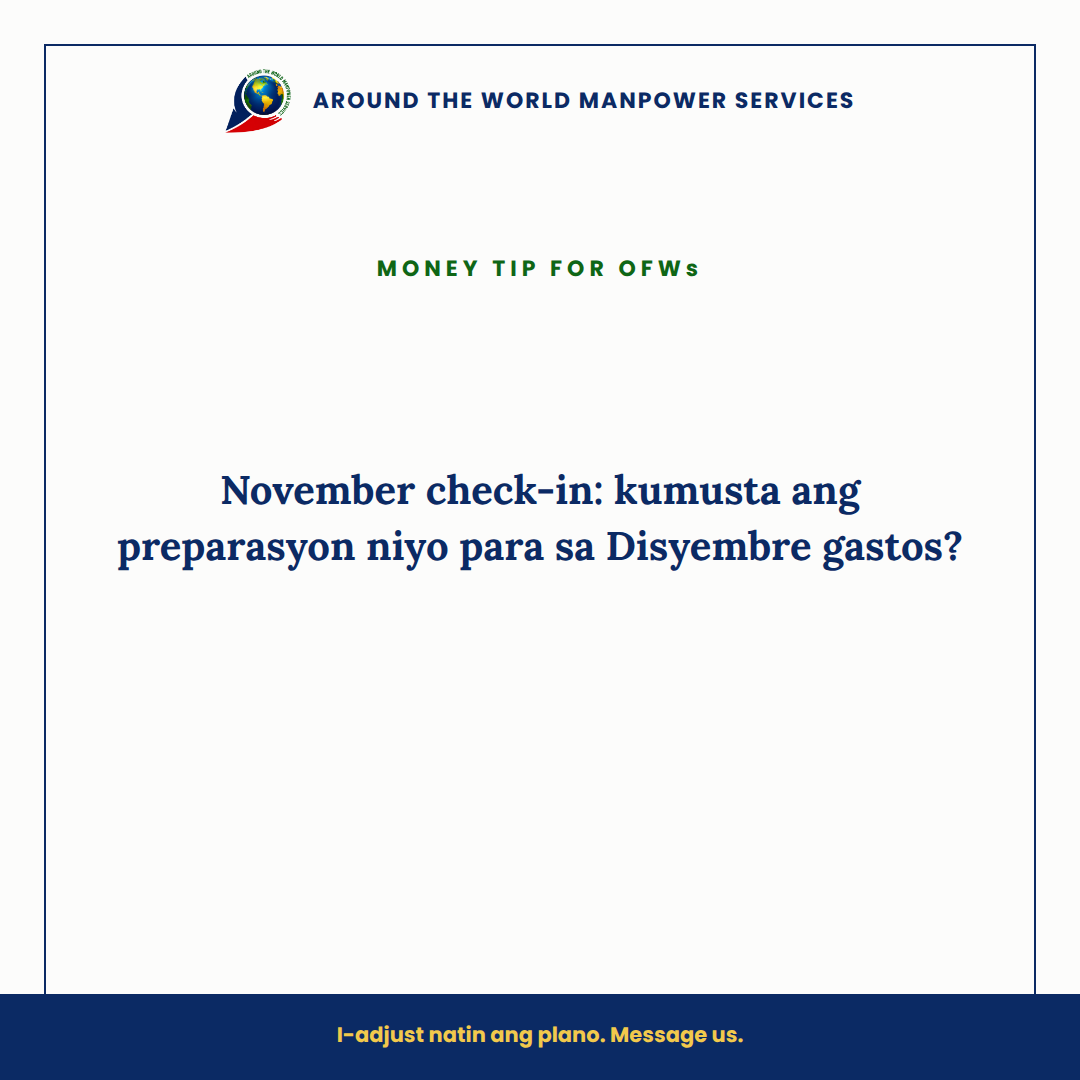 AROUND THE WORLD MANPOWER SERVICES
MONEY TIP FOR OFWs
November check-in: kumusta ang
preparasyon niyo para sa Disyembre gastos?
I-adjust natin ang plano. Message us.